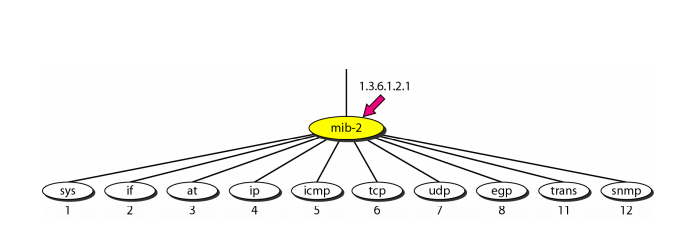 1.3.6.1.2.1
mib-2
sys if at ip icmp tcp udp egp trans snmp
1 2 3 4 5 6 7 8 11 12